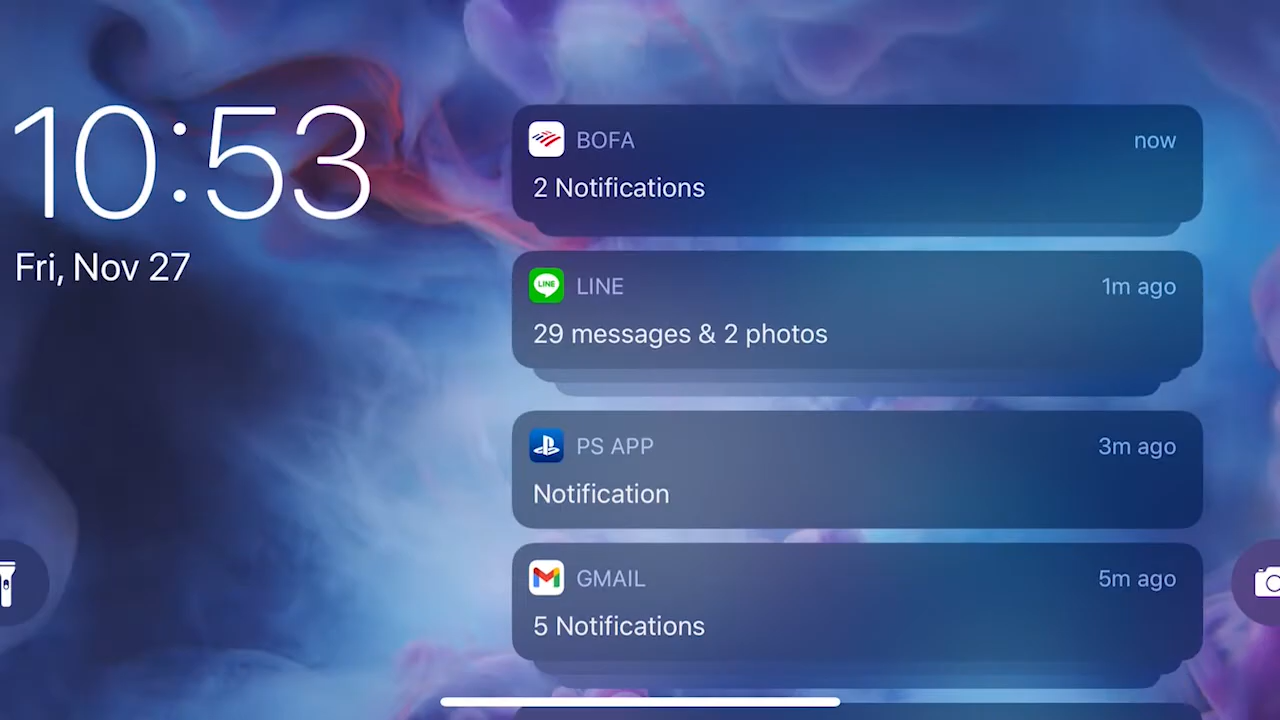 10:53
Fri, Nov 27
BOFA now
2 Notifications
LINE LINE 1m ago
29 messages & 2 photos
PS APP 3m ago
Notification
GMAIL 5m ago
5 Notifications